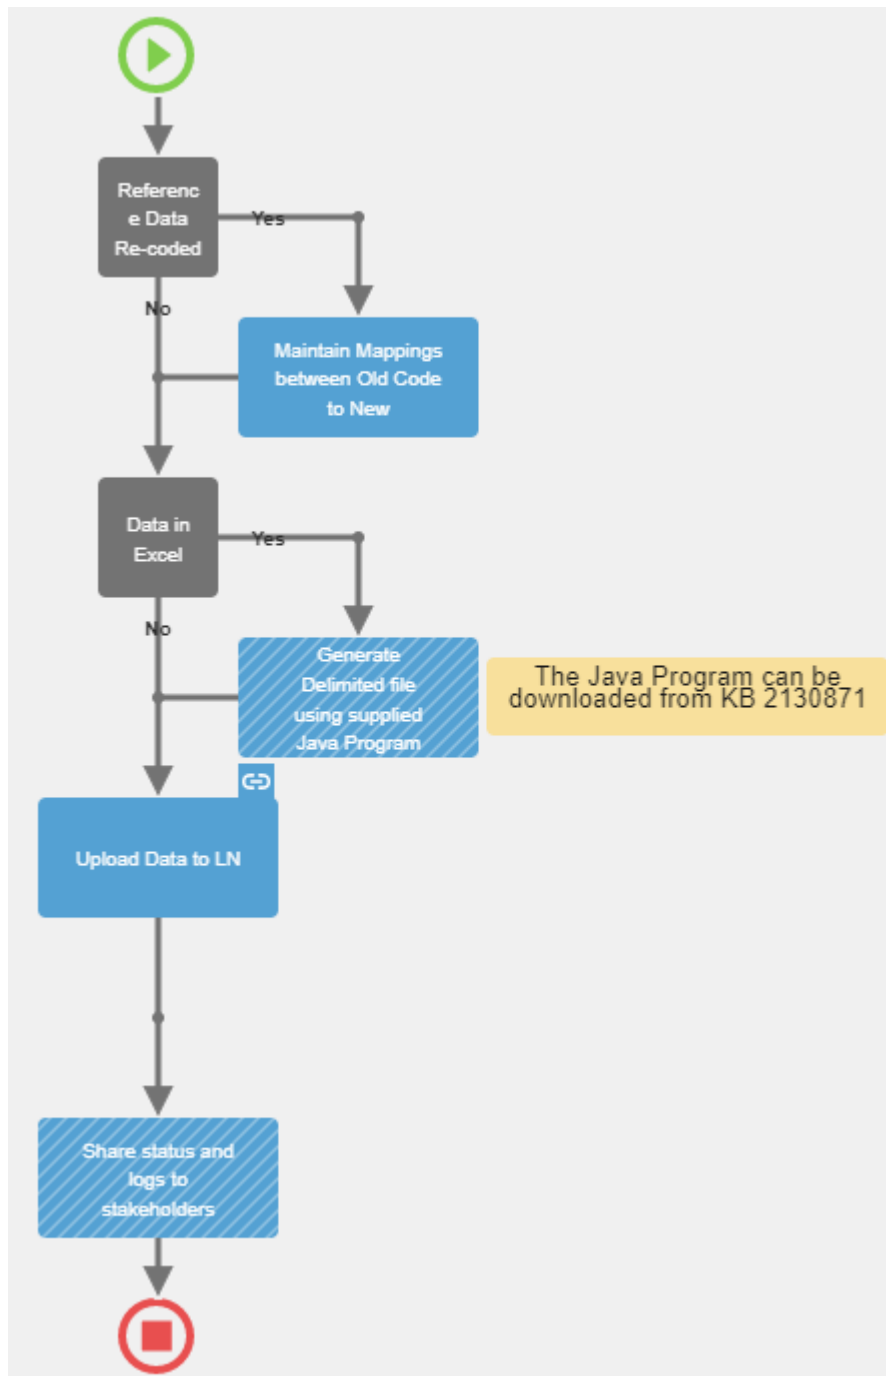 Referenc
e Data
Re-coded
Yes
No
Maintain Mappings
between Old Code
to New
Data in
Excel
Yes
No
Generate
Delimited file
using supplied
Java Program
The Java Program can be
downloaded from KB 2130871
Upload Data to LN
Share status and
logs to
stakeholders